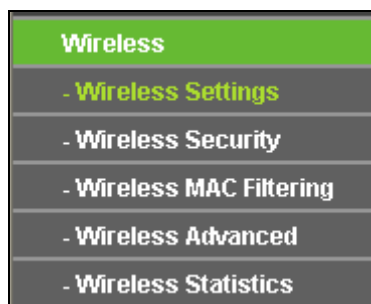 Wireless
- Wireless Settings
- Wireless Security
- Wireless MAC Filtering
- Wireless Advanced
- Wireless Statistics